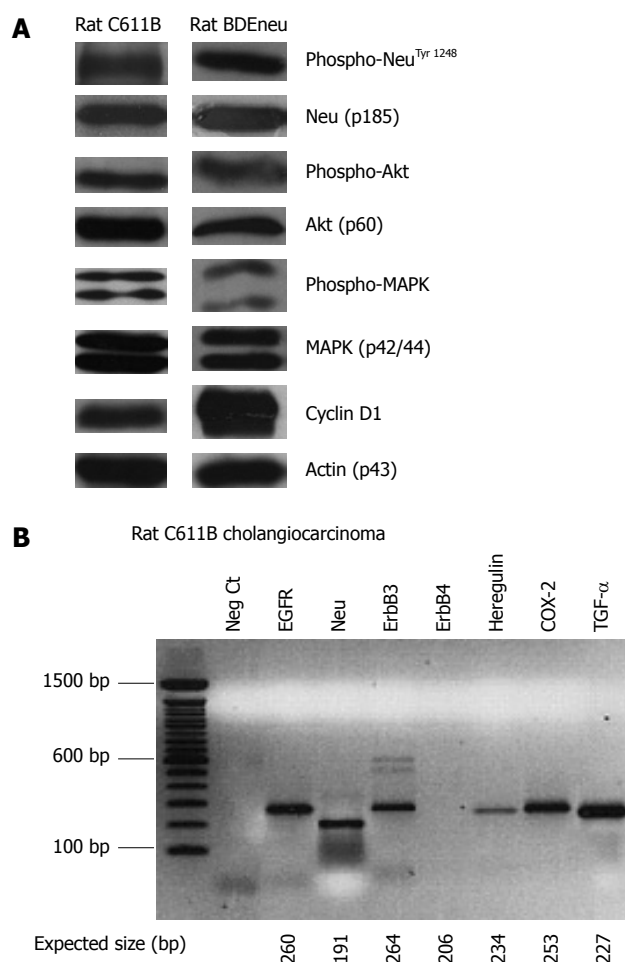 A
Rat C611B Rat BDEneu
Phospho-Neu^Tyr 1248
Neu (p185)
Phospho-Akt
Akt (p60)
Phospho-MAPK
MAPK (p42/44)
Cyclin D1
Actin (p43)
B
Rat C611B cholangiocarcinoma
Neg Ct EGFR Neu ErbB3 ErbB4 Heregulin COX-2 TGF-α
1500 bp
600 bp
100 bp
Expected size (bp) 260 191 264 206 234 253 227